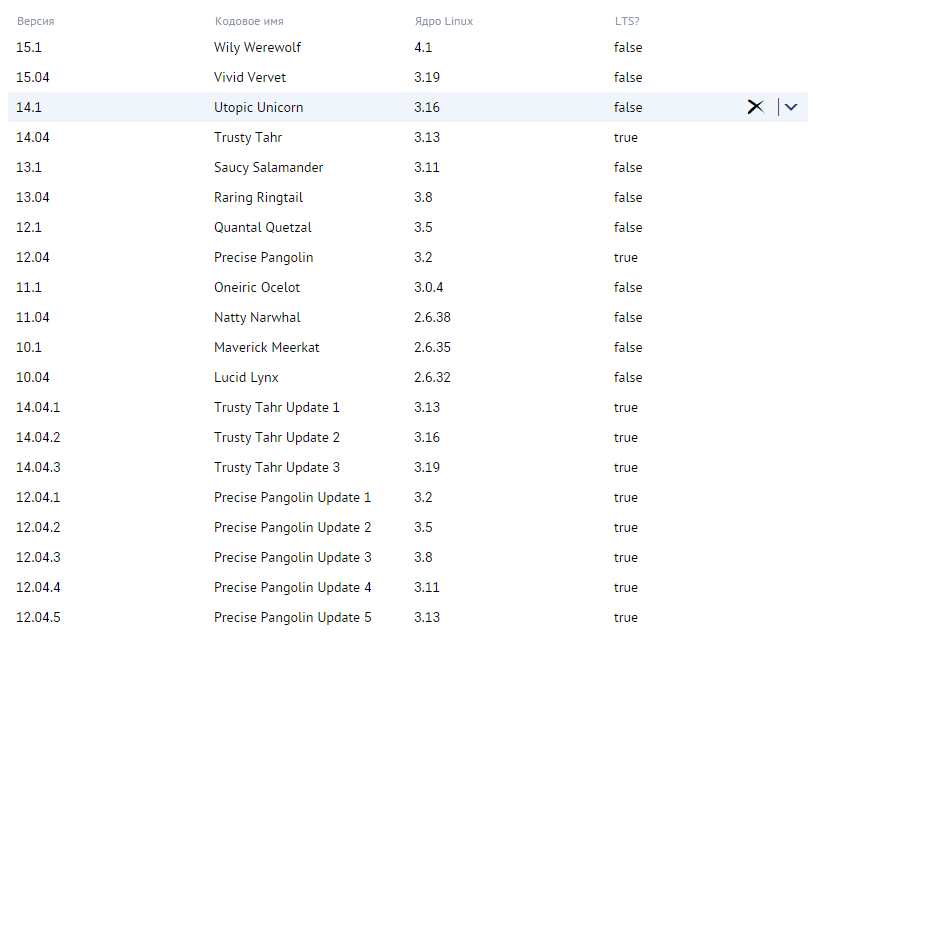 Версия Кодовое имя Ядро Linux LTS?
15.1 Wily Werewolf 4.1 false
15.04 Vivid Vervet 3.19 false
14.1 Utopic Unicorn 3.16 false
14.04 Trusty Tahr 3.13 true
13.1 Saucy Salamander 3.11 false
13.04 Raring Ringtail 3.8 false
12.1 Quantal Quetzal 3.5 false
12.04 Precise Pangolin 3.2 true
11.1 Oneiric Ocelot 3.0.4 false
11.04 Natty Narwhal 2.6.38 false
10.1 Maverick Meerkat 2.6.35 false
10.04 Lucid Lynx 2.6.32 false
14.04.1 Trusty Tahr Update 1 3.13 true
14.04.2 Trusty Tahr Update 2 3.16 true
14.04.3 Trusty Tahr Update 3 3.19 true
12.04.1 Precise Pangolin Update 1 3.2 true
12.04.2 Precise Pangolin Update 2 3.5 true
12.04.3 Precise Pangolin Update 3 3.8 true
12.04.4 Precise Pangolin Update 4 3.11 true
12.04.5 Precise Pangolin Update 5 3.13 true